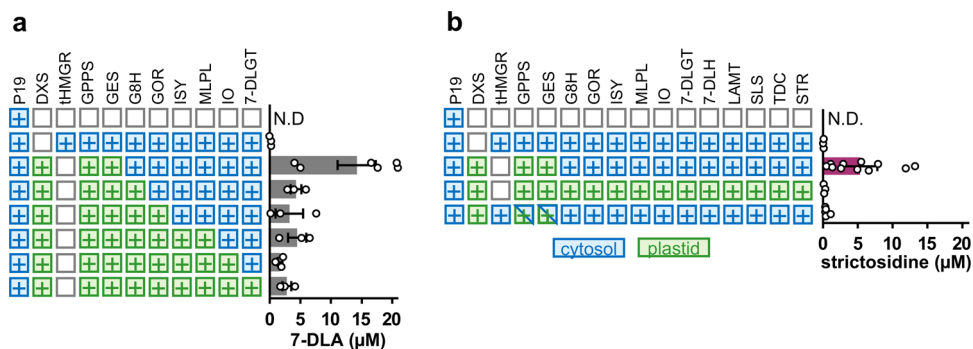 a
P19 DXS tHMGR GPPS GES G8H GOR ISY MLPL IO 7-DLGT
N.D
0 5 10 15 20
7-DLA (µM)
b
P19 DXS tHMGR GPPS GES G8H GOR ISY MLPL IO 7-DLGT 7-DLH LAMT SLS TDC STR
N.D.
cytosol plastid
0 5 10 15 20
strictosidine (µM)